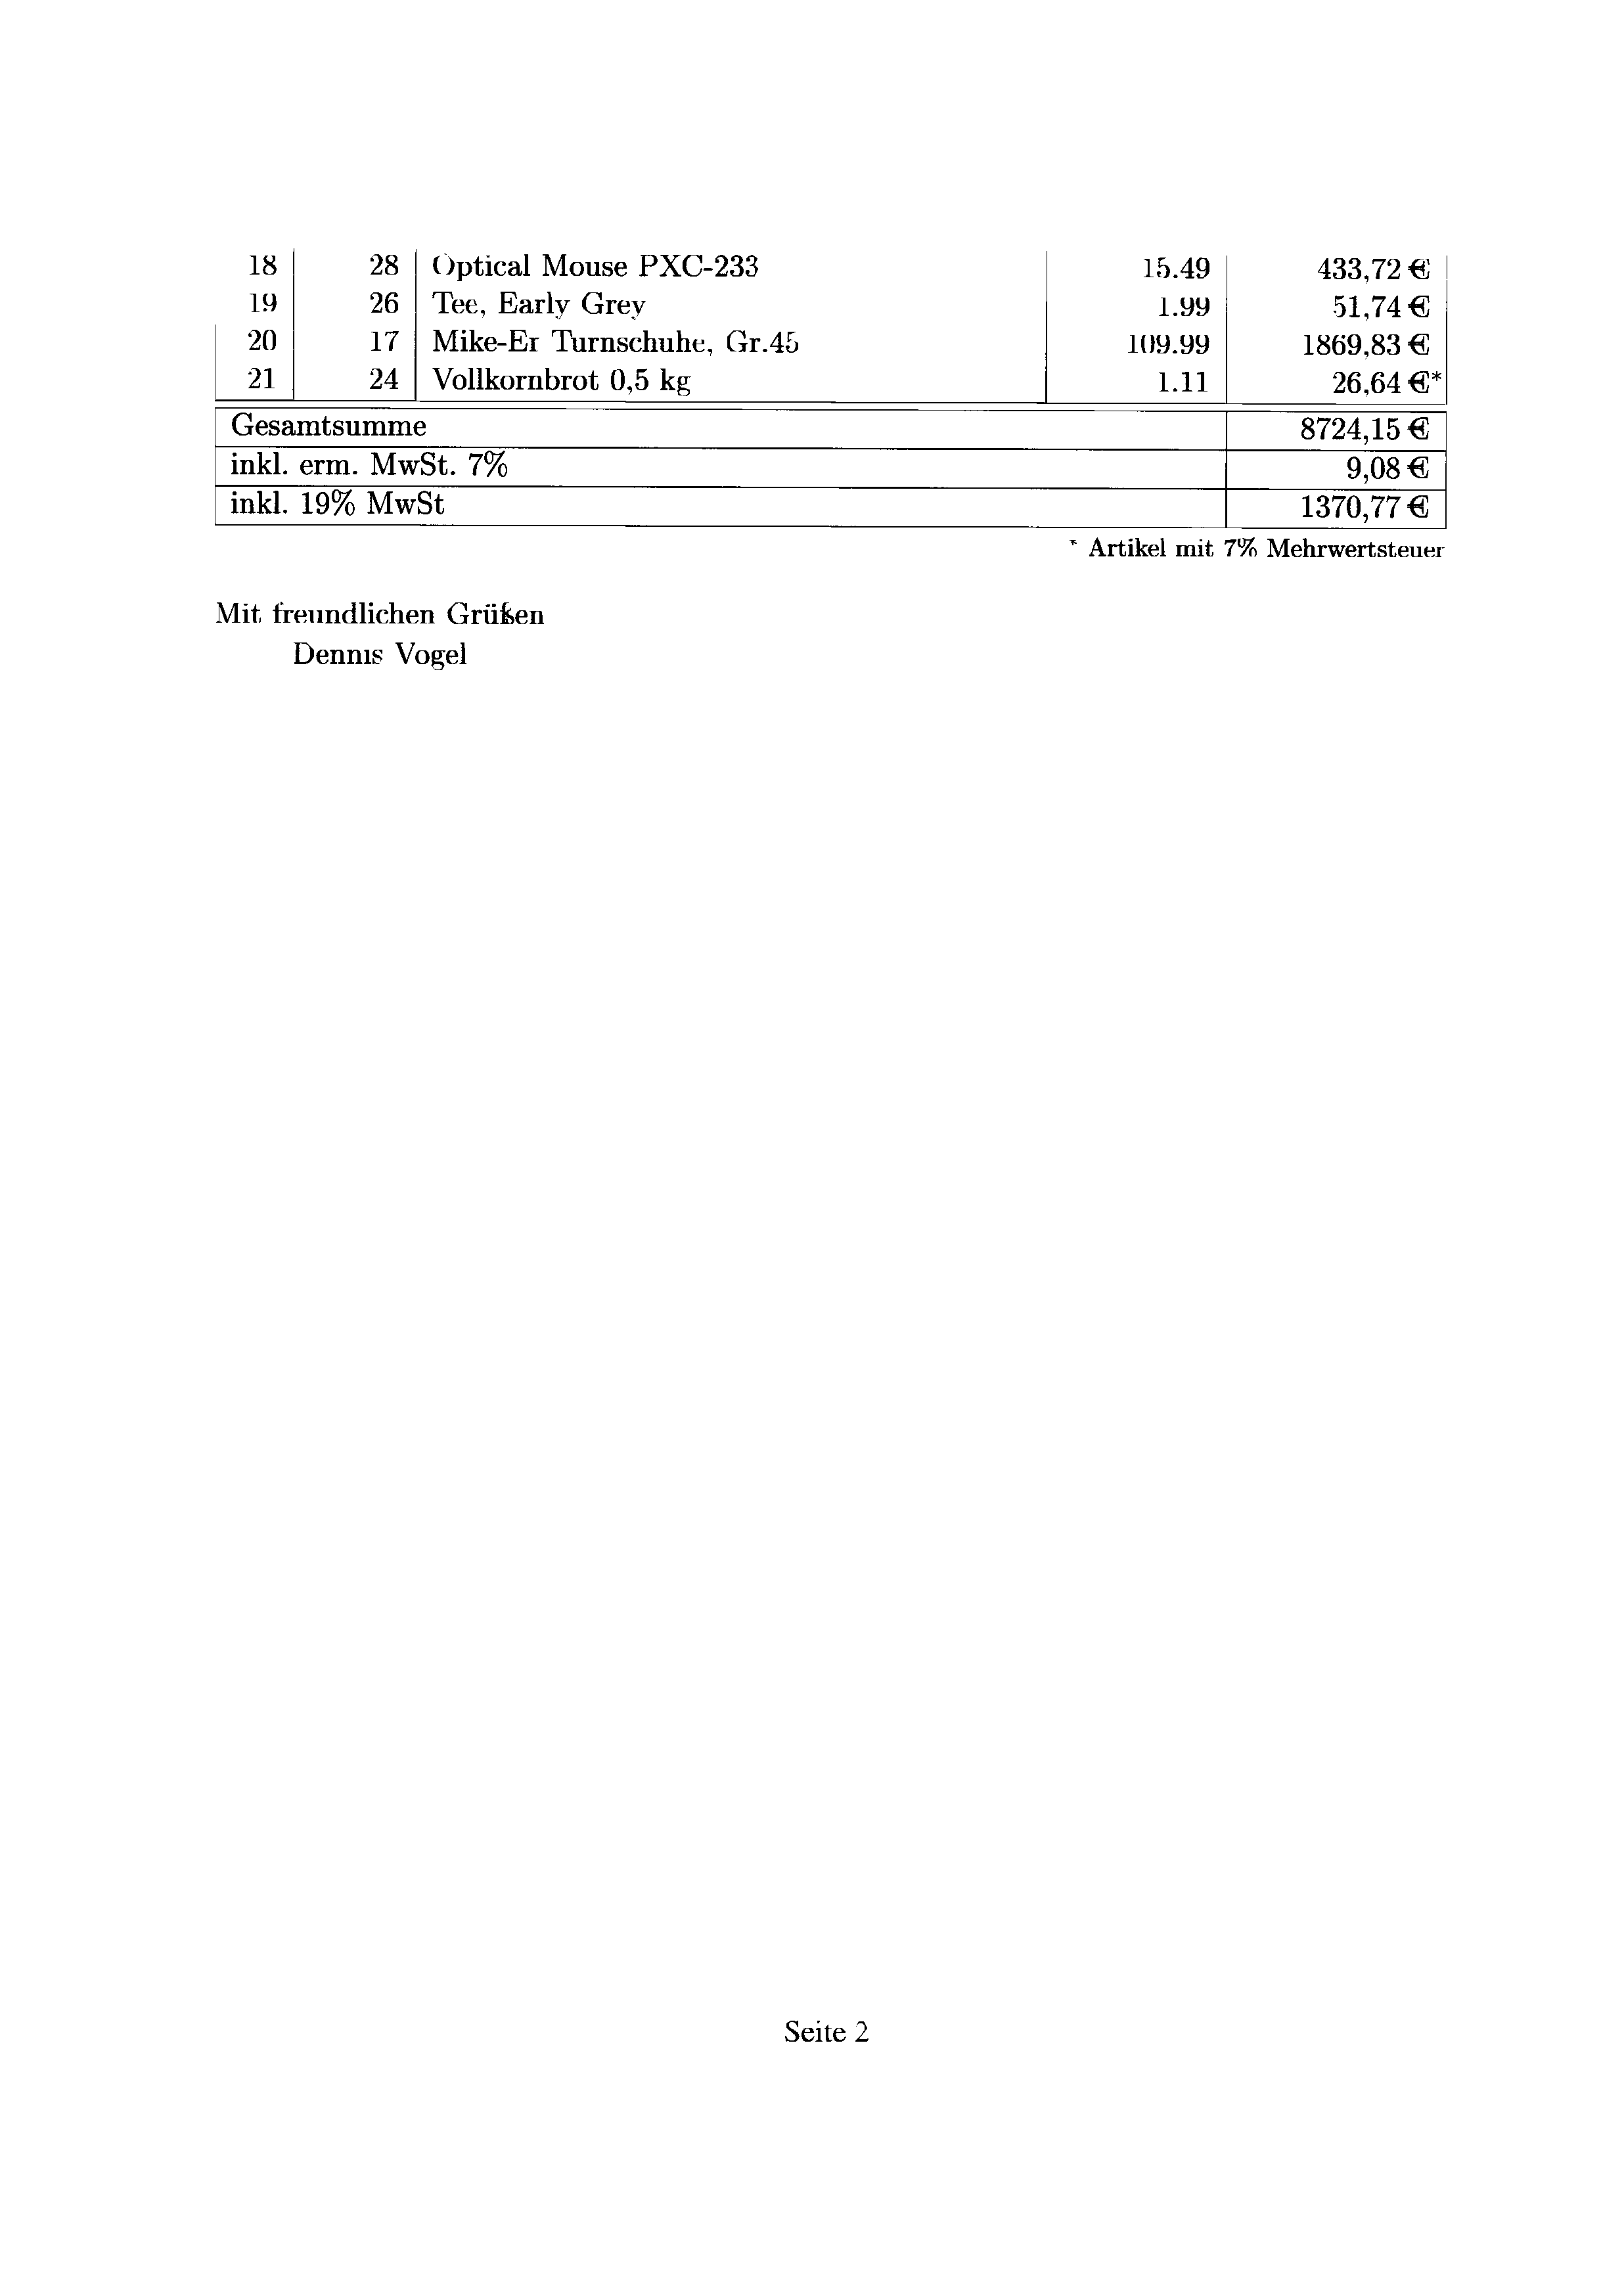 18 28 Optical Mouse PXC-233 15.49 433,72 €
19 26 Tee, Early Grey 1.99 51,74 €
20 17 Mike-Er Turnschuhe, Gr.45 109.99 1869,83 €
21 24 Vollkornbrot 0,5 kg 1.11 26,64 €*
Gesamtsumme 8724,15 €
inkl. erm. MwSt. 7% 9,08 €
inkl. 19% MwSt 1370,77 €
* Artikel mit 7% Mehrwertsteuer
Mit freundlichen Grüßen
Dennis Vogel
Seite 2